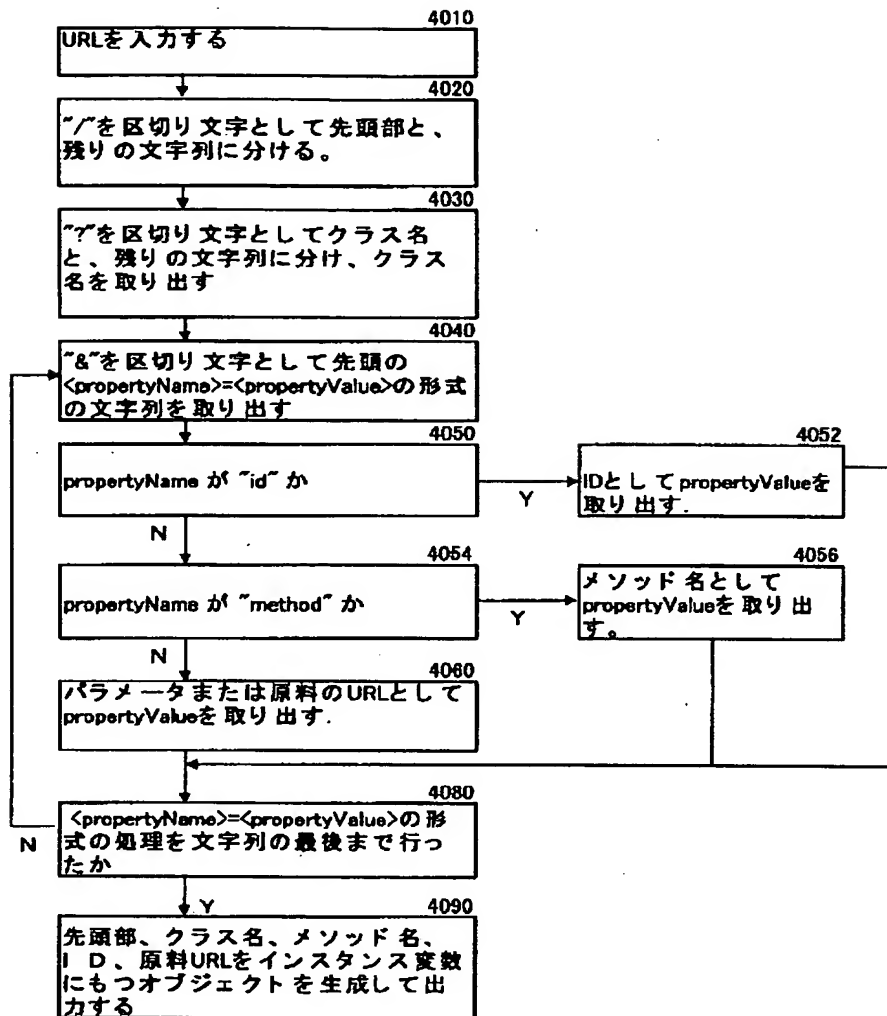 4010
URLを入力する
4020
"/"を区切り文字として先頭部と、
残りの文字列に分ける。
4030
"?"を区切り文字としてクラス名
と、残りの文字列に分け、クラス
名を取り出す
4040
"&"を区切り文字として先頭の
<propertyName>=<propertyValue>の形式
の文字列を取り出す
4050
propertyName が "id" か
Y
4052
IDとしてpropertyValueを
取り出す.
N
4054
propertyName が "method" か
Y
4056
メソッド名として
propertyValueを取り出
す。
N
4060
パラメータまたは原料のURLとして
propertyValueを取り出す.
4080
<propertyName>=<propertyValue>の形
式の処理を文字列の最後まで行っ
たか
N
Y
4090
先頭部、クラス名、メソッド名、
ＩＤ、原料URLをインスタンス変数
にもつオブジェクトを生成して出
力する